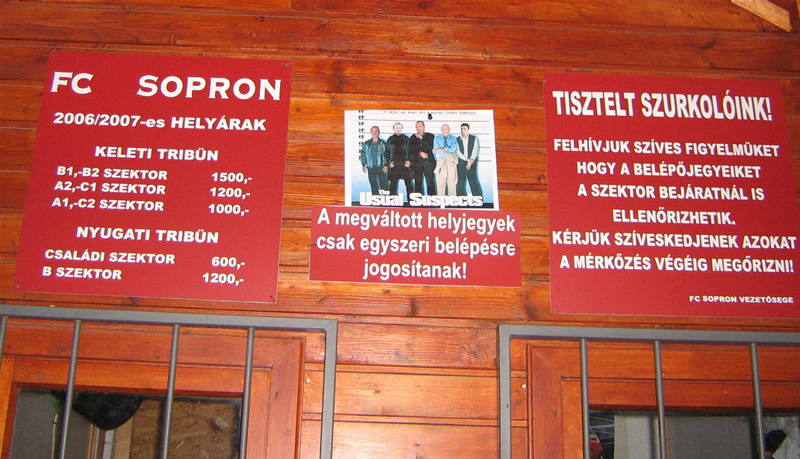 FC SOPRON
2006/2007-es HELYÁRAK
KELETI TRIBÜN
B1,-B2 SZEKTOR 1500,-
A2,-C1 SZEKTOR 1200,-
A1,-C2 SZEKTOR 1000,-
NYUGATI TRIBÜN
CSALÁDI SZEKTOR 600,-
B SZEKTOR 1200,-
The
Usual Suspects
A megváltott helyjegyek
csak egyszeri belépésre
jogosítanak!
TISZTELT SZURKOLÓINK!
FELHÍVJUK SZÍVES FIGYELMÜKET
HOGY A BELÉPŐJEGYEIKET
A SZEKTOR BEJÁRATNÁL IS
ELLENŐRIZHETIK.
KÉRJÜK SZÍVESKEDJENEK AZOKAT
A MÉRKŐZÉS VÉGÉIG MEGŐRIZNI!
FC SOPRON VEZETŐSEGE